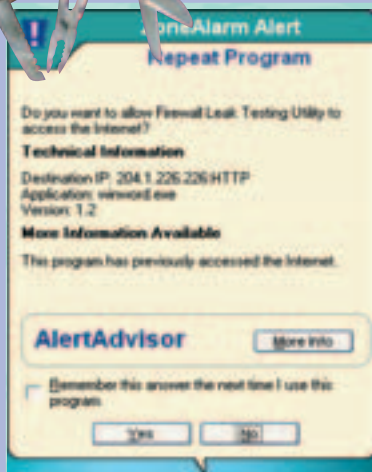 ZoneAlarm Alert
Repeat Program
Do you want to allow Firewall Leak Testing Utility to
access the Internet?
Technical Information
Destination IP: 204.1.226.226:HTTP
Application: winword.exe
Version: 1.2
More Information Available
This program has previously accessed the Internet.
AlertAdvisor
More Info
Remember this answer the next time I use this
program.
Yes
No